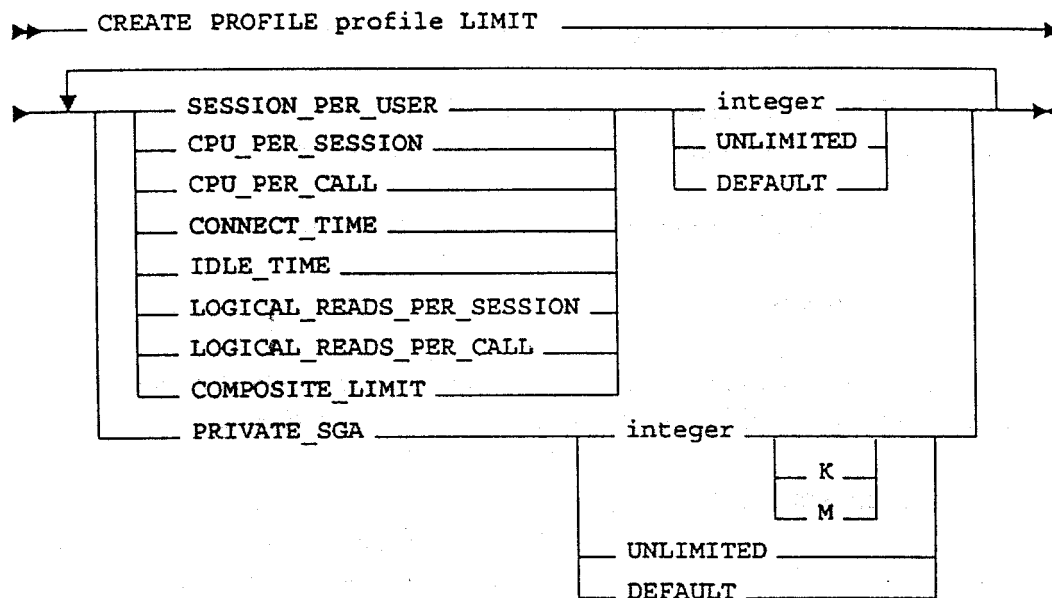 CREATE PROFILE profile LIMIT
SESSION_PER_USER integer
CPU_PER_SESSION UNLIMITED
CPU_PER_CALL DEFAULT
CONNECT_TIME
IDLE_TIME
LOGICAL_READS_PER_SESSION
LOGICAL_READS_PER_CALL
COMPOSITE_LIMIT
PRIVATE_SGA integer
K
M
UNLIMITED
DEFAULT